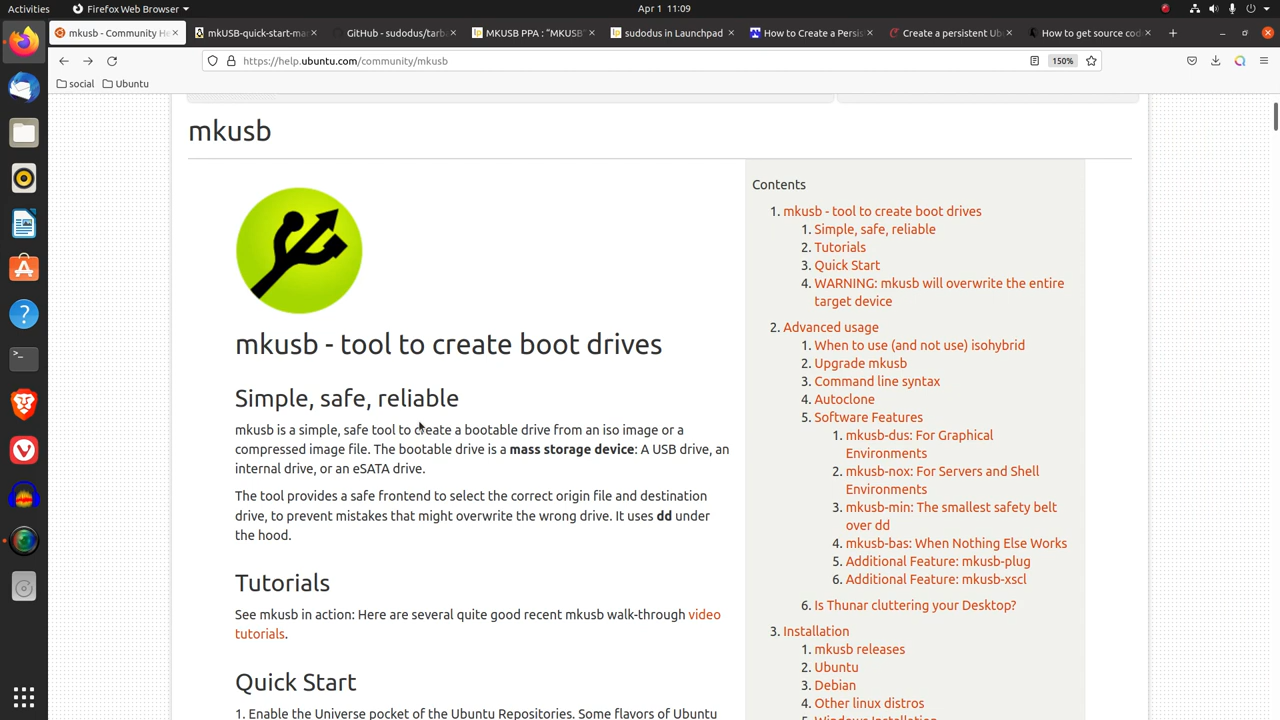 Activities
Firefox Web Browser
Apr 1 11:09
mkusb - Community He
mkUSB-quick-start-ma
GitHub - sudodus/tarba
MKUSB PPA : "MKUSB"
sudodus in Launchpad
How to Create a Persis
Create a persistent Ub
How to get source cod
https://help.ubuntu.com/community/mkusb
150%
social
Ubuntu
mkusb
mkusb - tool to create boot drives
Simple, safe, reliable
mkusb is a simple, safe tool to create a bootable drive from an iso image or a
compressed image file. The bootable drive is a mass storage device: A USB drive, an
internal drive, or an eSATA drive.
The tool provides a safe frontend to select the correct origin file and destination
drive, to prevent mistakes that might overwrite the wrong drive. It uses dd under
the hood.
Tutorials
See mkusb in action: Here are several quite good recent mkusb walk-through video
tutorials.
Quick Start
1. Enable the Universe pocket of the Ubuntu Repositories. Some flavors of Ubuntu
Contents
1. mkusb - tool to create boot drives
1. Simple, safe, reliable
2. Tutorials
3. Quick Start
4. WARNING: mkusb will overwrite the entire
target device
2. Advanced usage
1. When to use (and not use) isohybrid
2. Upgrade mkusb
3. Command line syntax
4. Autoclone
5. Software Features
1. mkusb-dus: For Graphical
Environments
2. mkusb-nox: For Servers and Shell
Environments
3. mkusb-min: The smallest safety belt
over dd
4. mkusb-bas: When Nothing Else Works
5. Additional Feature: mkusb-plug
6. Additional Feature: mkusb-xscl
6. Is Thunar cluttering your Desktop?
3. Installation
1. mkusb releases
2. Ubuntu
3. Debian
4. Other linux distros
5. Windows Installation